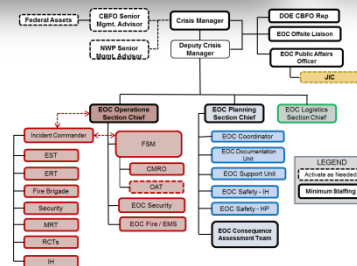 Federal Assets
CBFO Senior
Mgmt. Advisor
Crisis Manager
DOE CBFO Rep
EOC Offsite Liaison
NWP Senior
Mgmt. Advisor
Deputy Crisis
Manager
EOC Public Affairs
Officer
JIC
EOC Operations
Section Chief
EOC Planning
Section Chief
EOC Logistics
Section Chief
Incident Commander
FSM
EOC Coordinator
EST
EOC Documentation
Unit
ERT
CMRO
EOC Support Unit
LEGEND
Activate as Needed
Fire Brigade
OAT
EOC Safety - IH
Minimum Staffing
Security
EOC Security
EOC Safety - HP
MRT
EOC Fire / EMS
EOC Consequence
Assessment Team
RCTs
IH